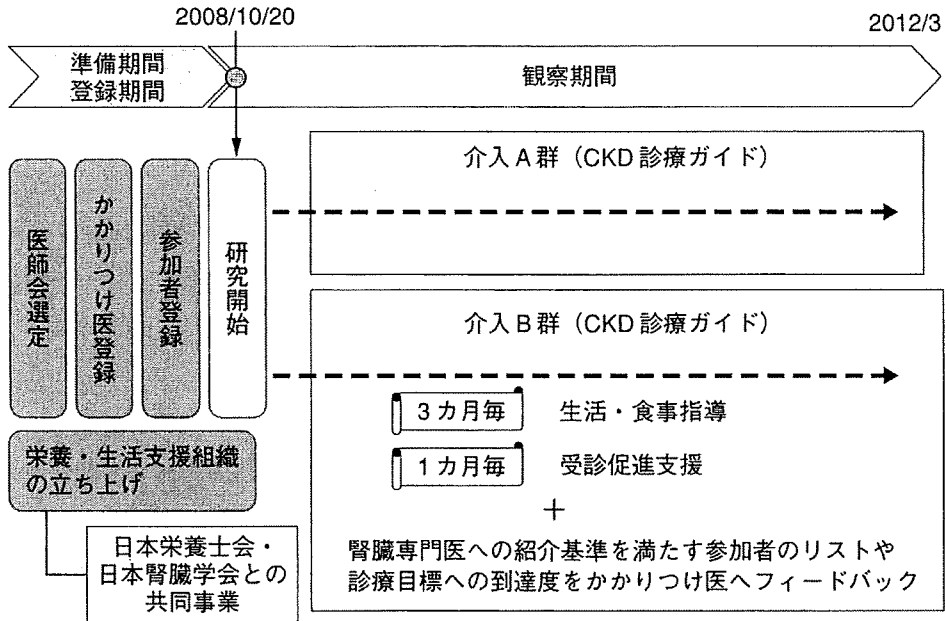 2008/10/20
2012/3
準備期間
登録期間
観察期間
医師会選定
かかりつけ医登録
参加者登録
研究開始
介入A群(CKD診療ガイド)
介入B群(CKD診療ガイド)
3カ月毎 生活・食事指導
1カ月毎 受診促進支援
+
腎臓専門医への紹介基準を満たす参加者のリストや
診療目標への到達度をかかりつけ医へフィードバック
栄養・生活支援組織
の立ち上げ
日本栄養士会・
日本腎臓学会との
共同事業